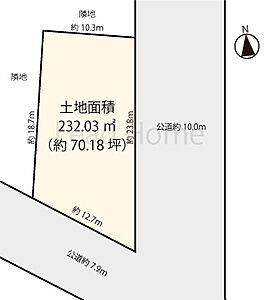 隣地
約 10.3m
N
隣地
土地面積
232.03 ㎡
（約 70.18 坪）
約 18.7m
約 23.8m
公道約 10.0m
約 12.7m
公道約 7.9m